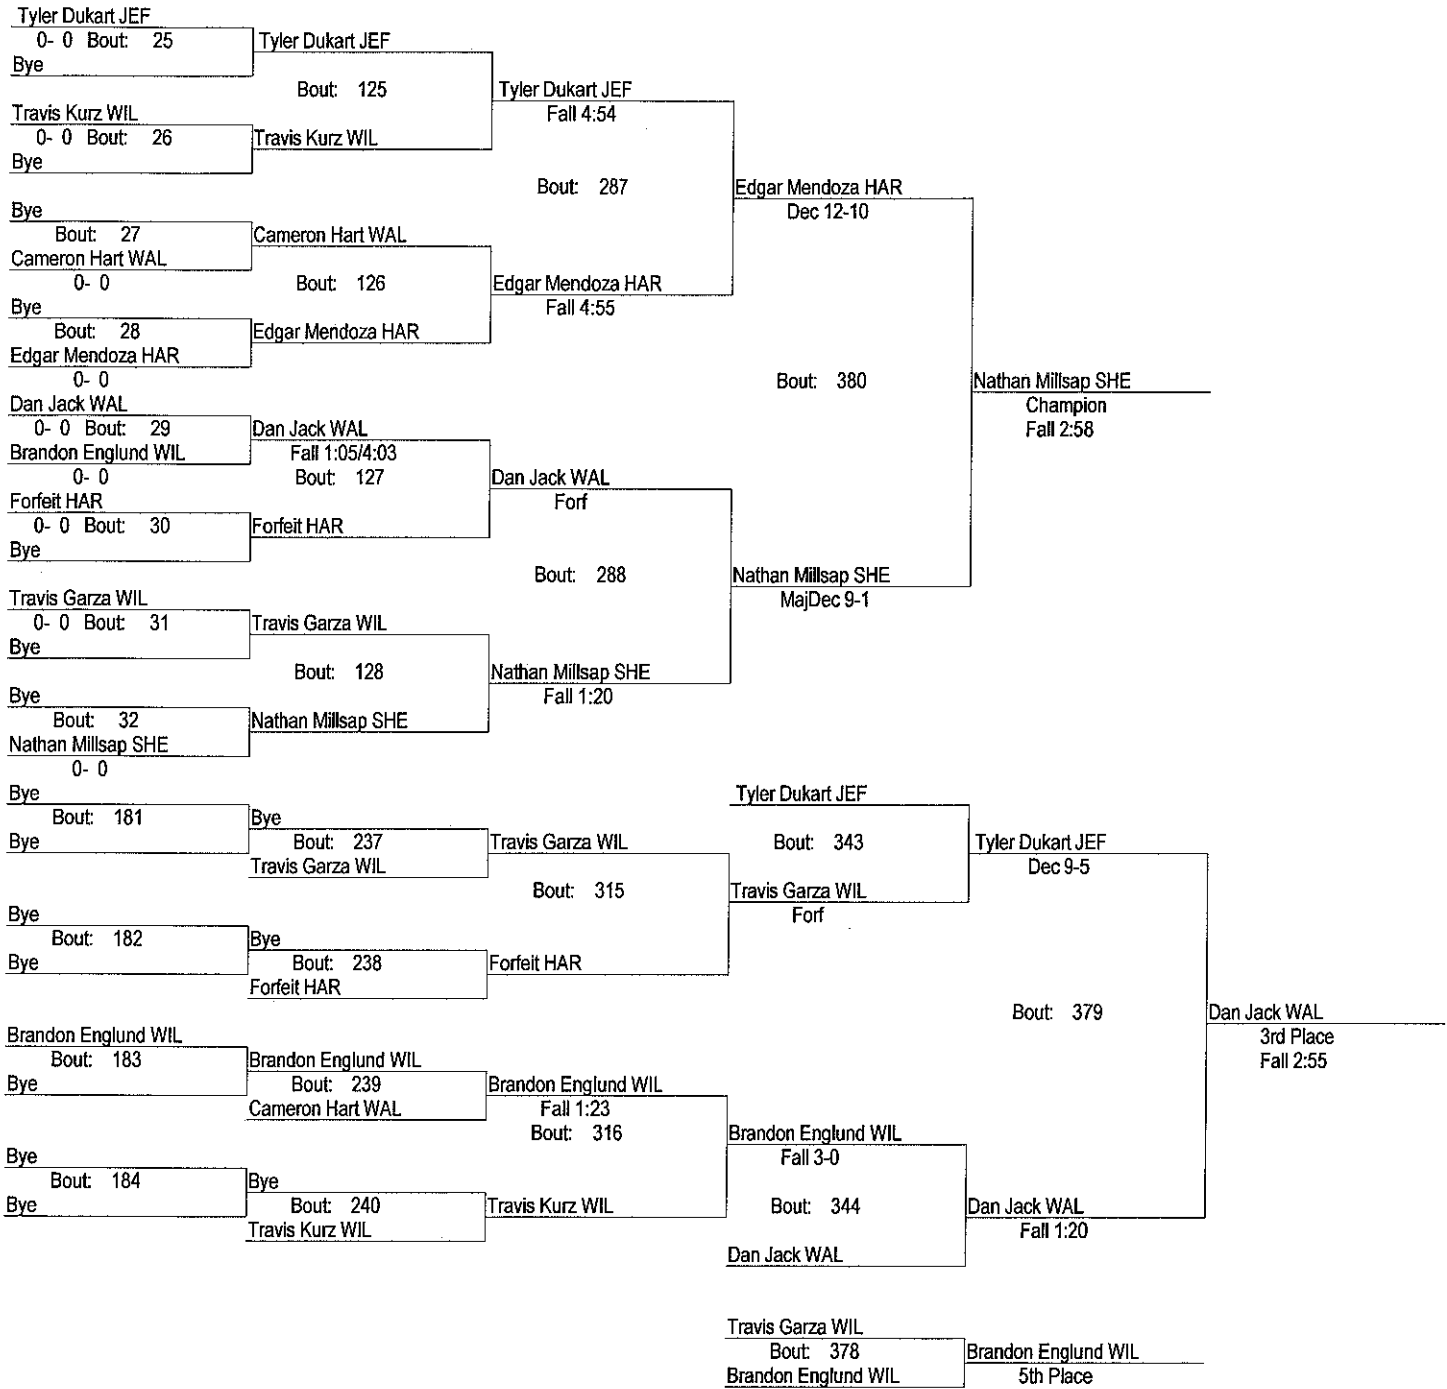 Tyler Dukart JEF
0- 0 Bout: 25
Bye
Tyler Dukart JEF
Bout: 125
Travis Kurz WIL
0- 0 Bout: 26
Bye
Travis Kurz WIL
Tyler Dukart JEF
Fall 4:54
Bout: 287
Bye
Bout: 27
Cameron Hart WAL
0- 0
Cameron Hart WAL
Bout: 126
Bye
Bout: 28
Edgar Mendoza HAR
0- 0
Edgar Mendoza HAR
Edgar Mendoza HAR
Fall 4:55
Edgar Mendoza HAR
Dec 12-10
Bout: 380
Dan Jack WAL
0- 0 Bout: 29
Brandon Englund WIL
0- 0
Dan Jack WAL
Fall 1:05/4:03
Bout: 127
Forfeit HAR
0- 0 Bout: 30
Bye
Forfeit HAR
Dan Jack WAL
Forf
Bout: 288
Travis Garza WIL
0- 0 Bout: 31
Bye
Travis Garza WIL
Bout: 128
Bye
Bout: 32
Nathan Millsap SHE
0- 0
Nathan Millsap SHE
Nathan Millsap SHE
Fall 1:20
Nathan Millsap SHE
MajDec 9-1
Nathan Millsap SHE
Champion
Fall 2:58
Bye
Bout: 181
Bye
Bye
Bout: 237
Travis Garza WIL
Travis Garza WIL
Bout: 315
Bye
Bout: 182
Bye
Bye
Bout: 238
Forfeit HAR
Forfeit HAR
Tyler Dukart JEF
Bout: 343
Travis Garza WIL
Forf
Tyler Dukart JEF
Dec 9-5
Bout: 379
Brandon Englund WIL
Bout: 183
Bye
Brandon Englund WIL
Bout: 239
Cameron Hart WAL
Brandon Englund WIL
Fall 1:23
Bout: 316
Bye
Bout: 184
Bye
Bye
Bout: 240
Travis Kurz WIL
Travis Kurz WIL
Brandon Englund WIL
Fall 3-0
Bout: 344
Dan Jack WAL
Dan Jack WAL
Fall 1:20
Dan Jack WAL
3rd Place
Fall 2:55
Travis Garza WIL
Bout: 378
Brandon Englund WIL
Brandon Englund WIL
5th Place